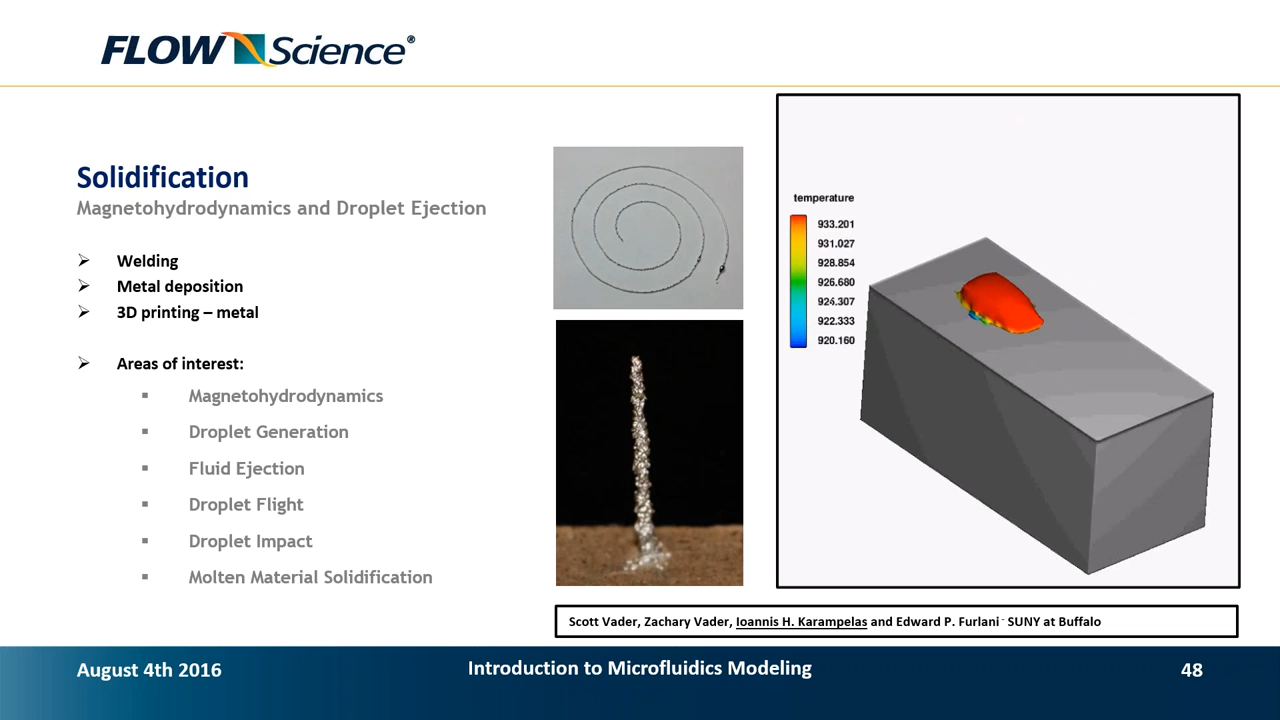 FLOW Science®
Solidification
Magnetohydrodynamics and Droplet Ejection
Welding
Metal deposition
3D printing – metal
Areas of interest:
Magnetohydrodynamics
Droplet Generation
Fluid Ejection
Droplet Flight
Droplet Impact
Molten Material Solidification
temperature
933.201
931.027
928.854
926.680
924.307
922.333
920.160
Scott Vader, Zachary Vader, Ioannis H. Karampelas and Edward P. Furlani - SUNY at Buffalo
August 4th 2016
Introduction to Microfluidics Modeling
48